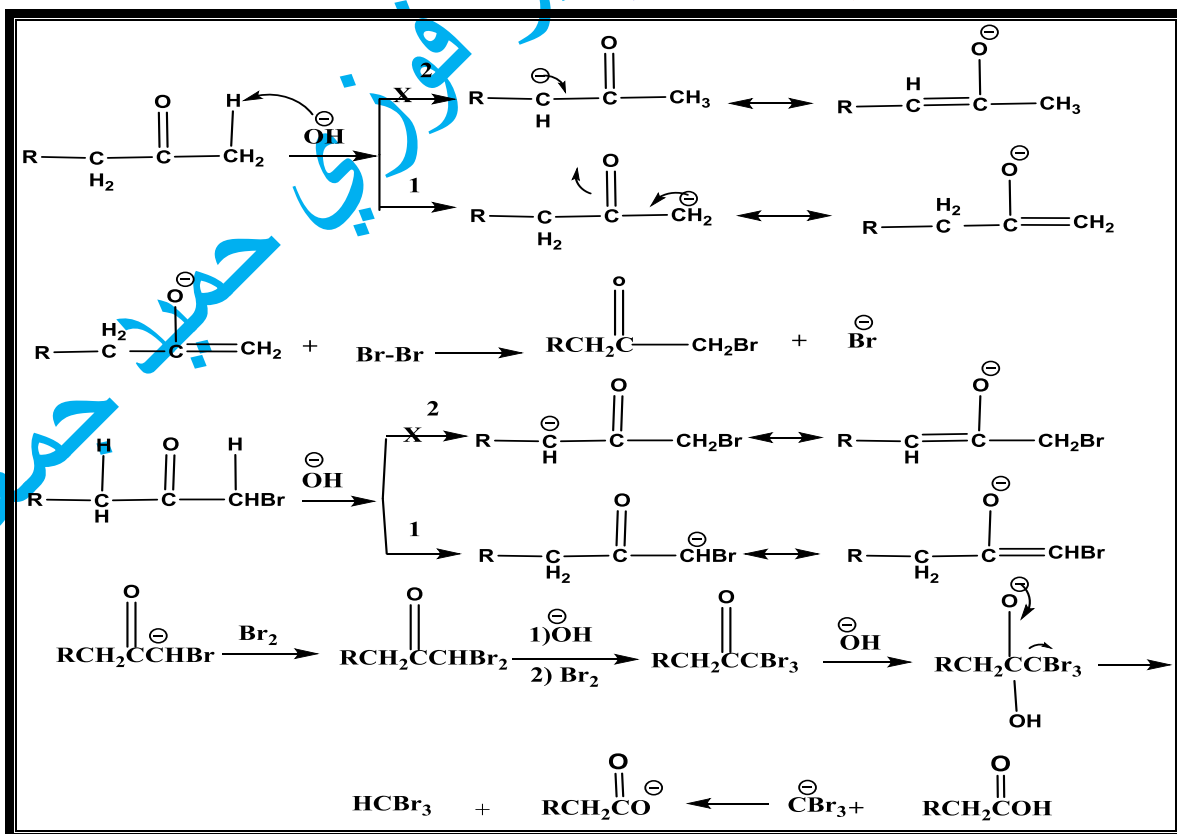 O
O ⊖
O H 2 ⊖ H
R C C CH2 ⊖OH X R C H C CH3 ↔ R C C CH3
H2
O O ⊖
1 ⊖ H2
R C H2 C CH2 ↔ R C C CH2
O ⊖ O
H2
R C C CH2 + Br-Br → RCH2C CH2Br + ⊖Br
O O ⊖
H O H 2 ⊖
X R C H C CH2Br ↔ R C H C CH2Br
R C H C CHBr ⊖OH
O O ⊖
1 ⊖
R C H2 C CHBr ↔ R C H2 C CHBr
O O O O ⊖
⊖ Br2 1)⊖OH ⊖OH
RCH2CCHBr → RCH2CCHBr2 → RCH2CCBr3 → RCH2CCBr3 →
2) Br2
OH
O O
HCBr3 + RCH2CO⊖ ← ⊖CBr3+ RCH2COH
فوزي